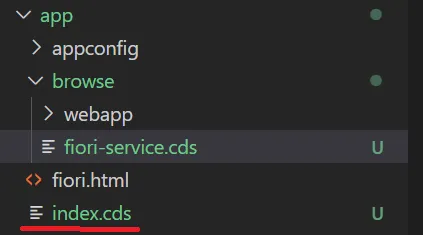 app
appconfig
browse
webapp
fiori-service.cds U
fiori.html
index.cds U